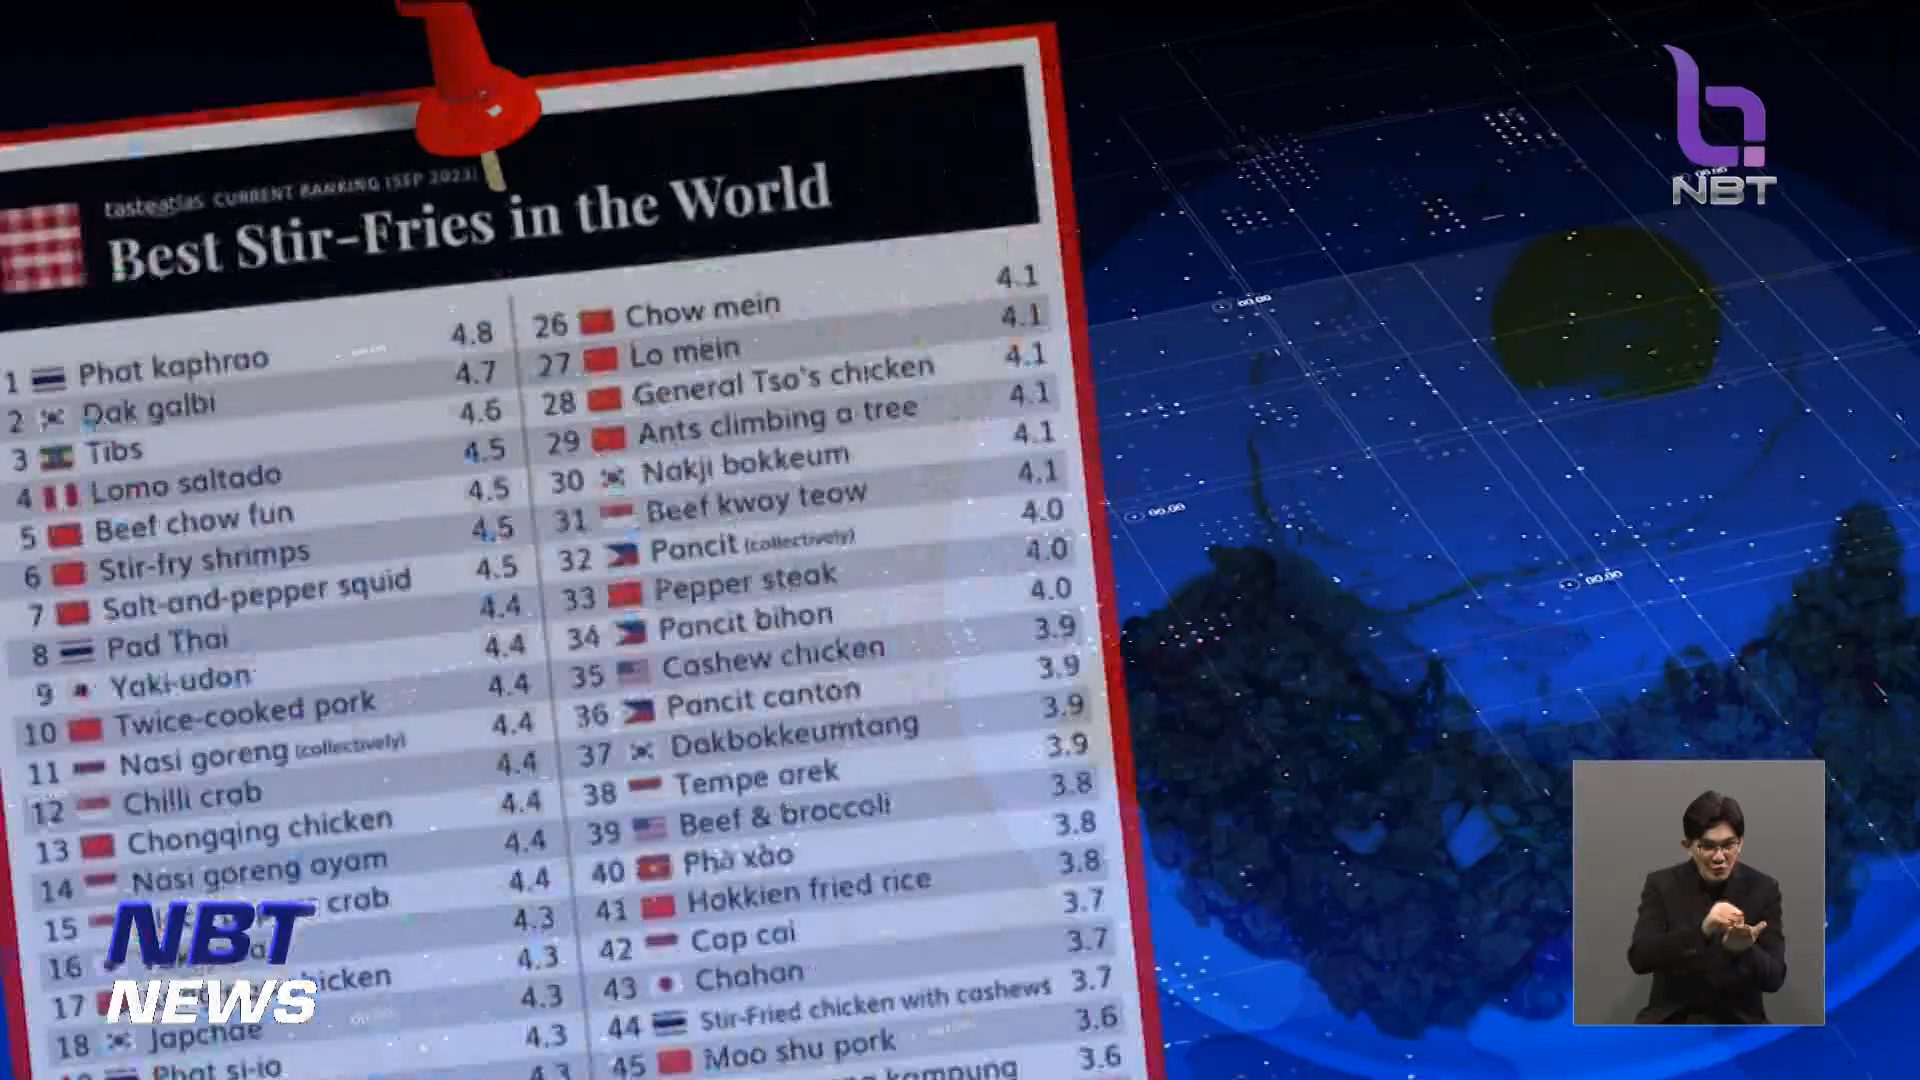 tasteatlas CURRENT RANKING (SEP 2023)
Best Stir-Fries in the World
1 Phat kaphrao 4.8
2 Dak galbi 4.7
3 Tibs 4.6
4 Lomo saltado 4.5
5 Beef chow fun 4.5
6 Stir-fry shrimps 4.5
7 Salt-and-pepper squid 4.5
8 Pad Thai 4.4
9 Yaki-udon 4.4
10 Twice-cooked pork 4.4
11 Nasi goreng (collectively) 4.4
12 Chilli crab 4.4
13 Chongqing chicken 4.4
14 Nasi goreng ayam 4.4
15 crab 4.4
16 4.3
17 chicken 4.3
18 Japchae 4.3
Phat si-io 4.3
4.3
26 Chow mein 4.1
27 Lo mein 4.1
28 General Tso's chicken 4.1
29 Ants climbing a tree 4.1
30 Nakji bokkeum 4.1
31 Beef kway teow 4.1
32 Pancit (collectively) 4.0
33 Pepper steak 4.0
34 Pancit bihon 4.0
35 Cashew chicken 3.9
36 Pancit canton 3.9
37 Dakbokkeumtang 3.9
38 Tempe orek 3.9
39 Beef & broccoli 3.8
40 Phở xào 3.8
41 Hokkien fried rice 3.8
42 Cap cai 3.7
43 Chahan 3.7
44 Stir-Fried chicken with cashews 3.7
45 Moo shu pork 3.6
kampung 3.6
NBT
NEWS
NBT
00.00
00.00
00.00